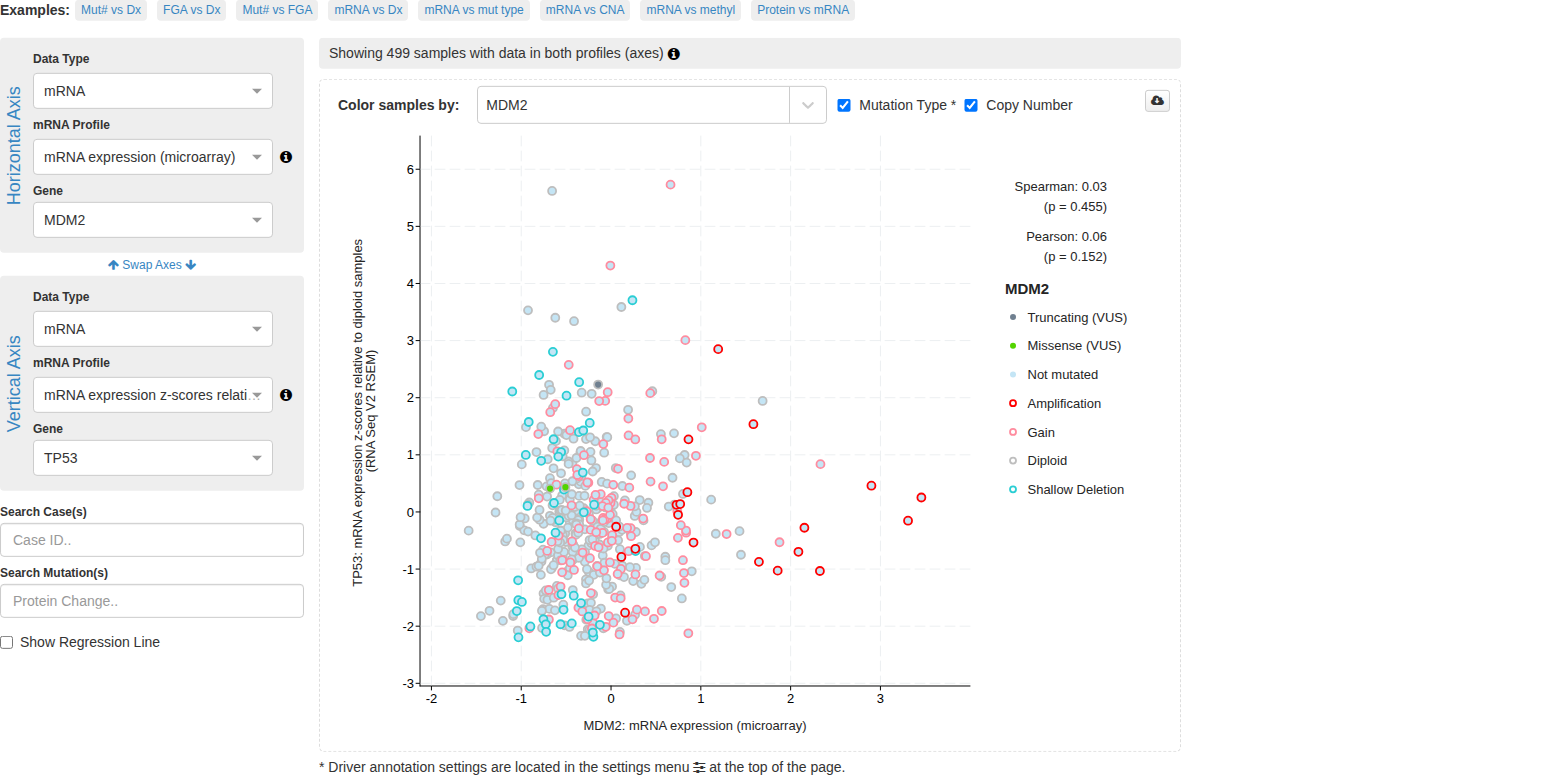 Examples: Mut# vs Dx FGA vs Dx Mut# vs FGA mRNA vs Dx mRNA vs mut type mRNA vs CNA mRNA vs methyl Protein vs mRNA
Horizontal Axis
Data Type
mRNA
mRNA Profile
mRNA expression (microarray)
Gene
MDM2
Swap Axes
Vertical Axis
Data Type
mRNA
mRNA Profile
mRNA expression z-scores relati...
Gene
TP53
Search Case(s)
Case ID..
Search Mutation(s)
Protein Change..
Show Regression Line
Showing 499 samples with data in both profiles (axes)
Color samples by: MDM2 Mutation Type * Copy Number
TP53: mRNA expression z-scores relative to diploid samples
(RNA Seq V2 RSEM)
6
5
4
3
2
1
0
-1
-2
-3
-2 -1 0 1 2 3
MDM2: mRNA expression (microarray)
Spearman: 0.03
(p = 0.455)
Pearson: 0.06
(p = 0.152)
MDM2
Truncating (VUS)
Missense (VUS)
Not mutated
Amplification
Gain
Diploid
Shallow Deletion
* Driver annotation settings are located in the settings menu at the top of the page.